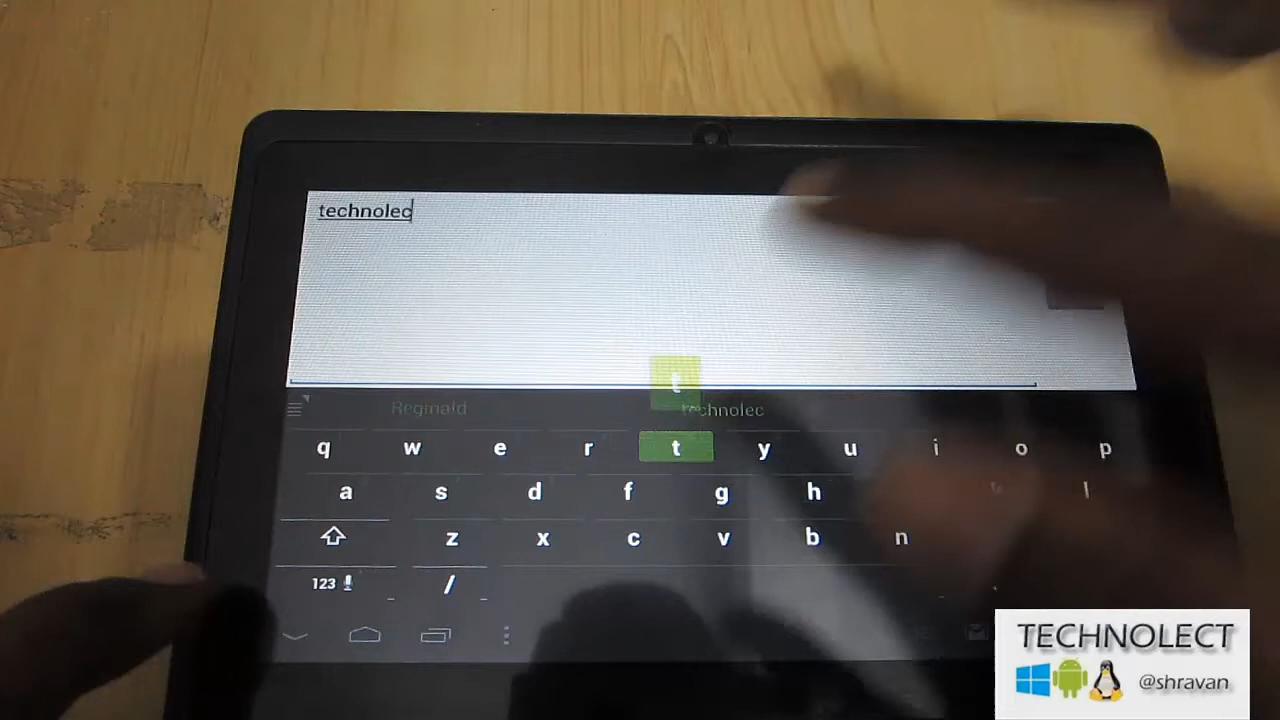 technolec
t
Reginald technolec
q w e r t y u i o p
a s d f g h l
z x c v b n
123 /
TECHNOLECT
@shravan